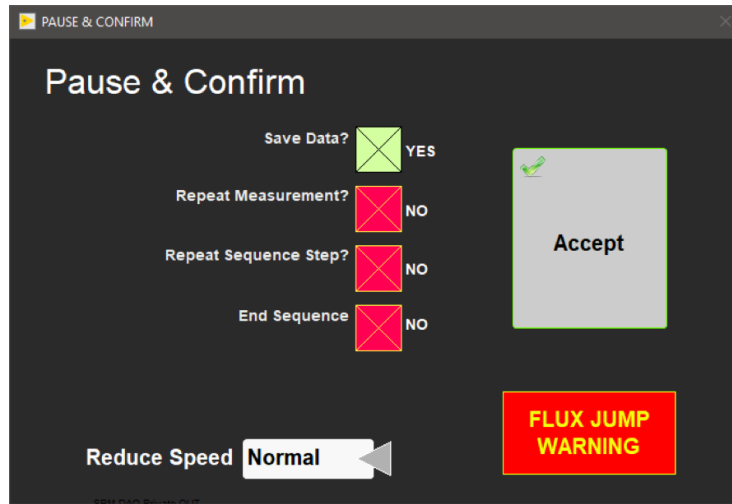 PAUSE & CONFIRM
Pause & Confirm
Save Data? YES
Repeat Measurement? NO
Repeat Sequence Step? NO
End Sequence NO
Accept
FLUX JUMP
WARNING
Reduce Speed Normal